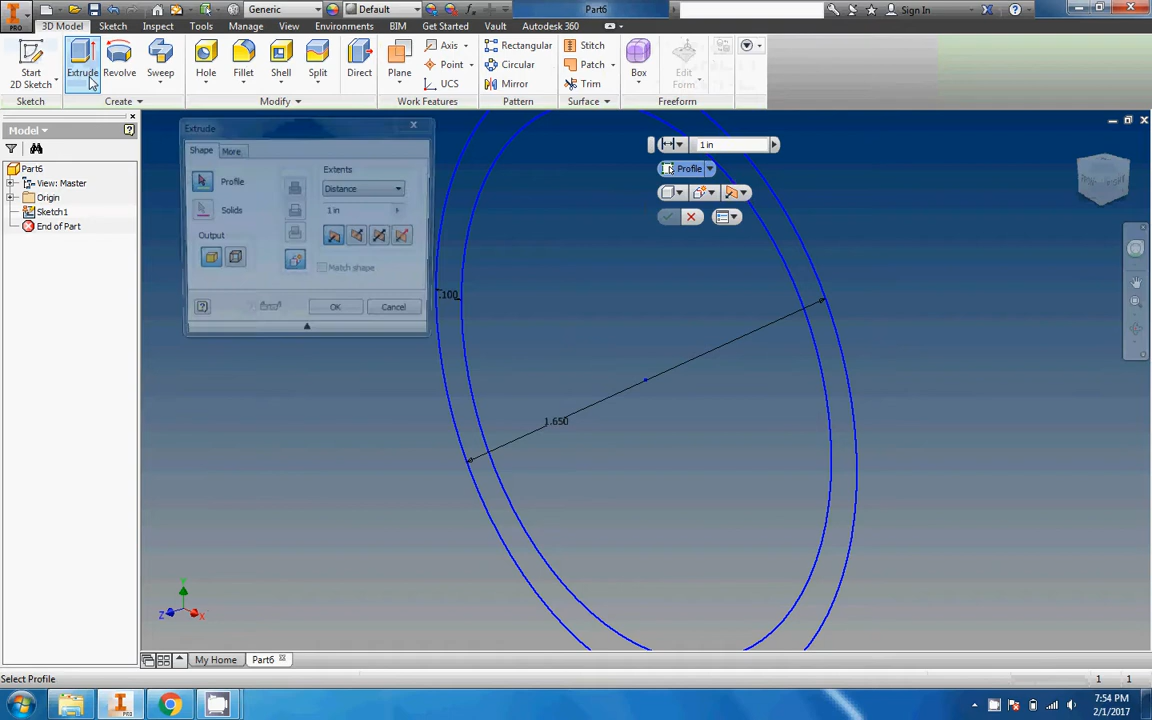 Generic
Default
Part6
Sign In
PRO
3D Model
Sketch
Inspect
Tools
Manage
View
Environments
BIM
Get Started
Vault
Autodesk 360
Start
2D Sketch
Extrude
Revolve
Sweep
Hole
Fillet
Shell
Split
Direct
Plane
Axis
Point
UCS
Rectangular
Circular
Mirror
Stitch
Patch
Trim
Box
Edit
Form
Sketch
Create
Modify
Work Features
Pattern
Surface
Freeform
Model
Part6
View: Master
Origin
Sketch1
End of Part
Extrude
Shape
More
Profile
Solids
Output
Extents
Distance
1 in
Match shape
OK
Cancel
1 in
Profile
.100
1.650
RIGHT
Y
Z
X
My Home
Part6
Select Profile
1
1
PRO
7:54 PM
2/1/2017